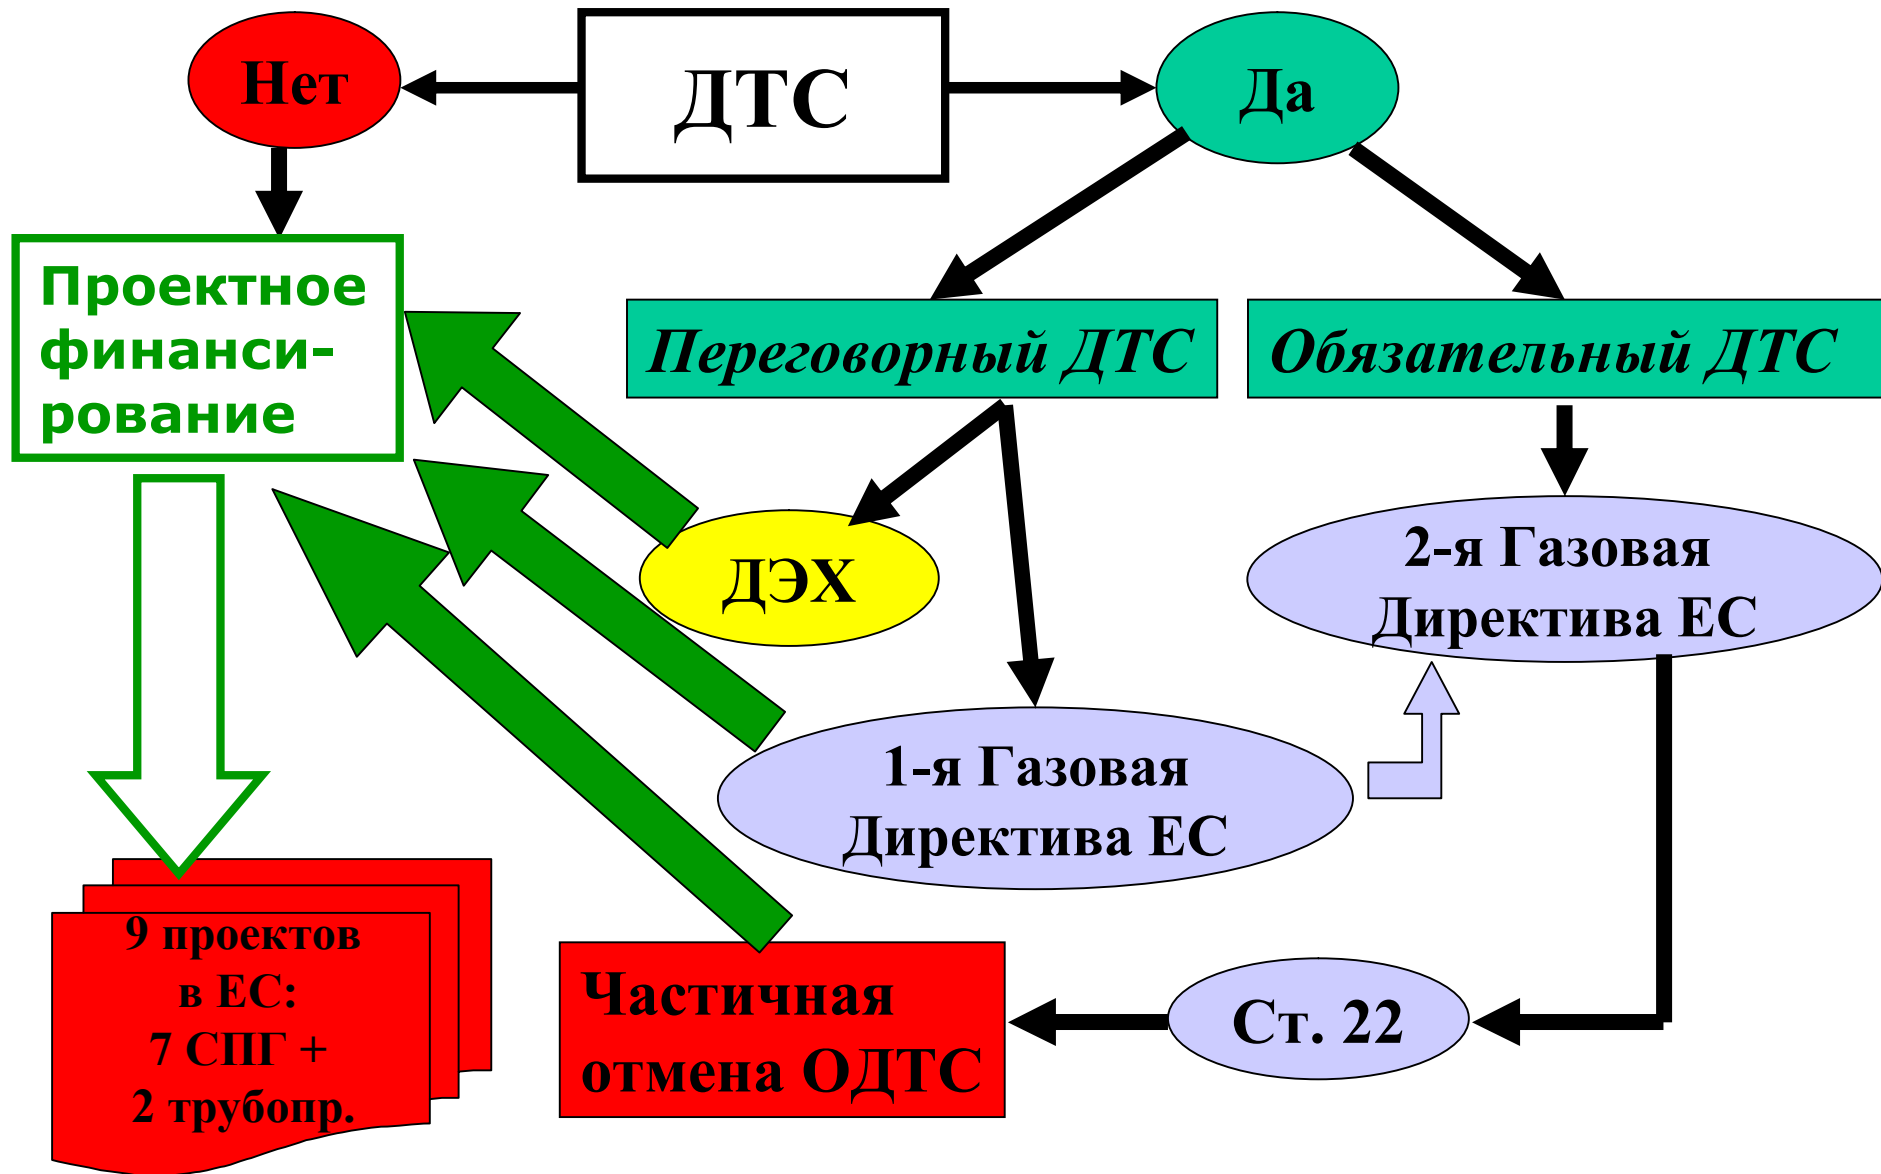 Нет
ДТС
Да
Проектное
финанси-
рование
Переговорный ДТС
Обязательный ДТС
ДЭХ
2-я Газовая
Директива ЕС
1-я Газовая
Директива ЕС
9 проектов
в ЕС:
7 СПГ +
2 трубопр.
Частичная
отмена ОДТС
Ст. 22